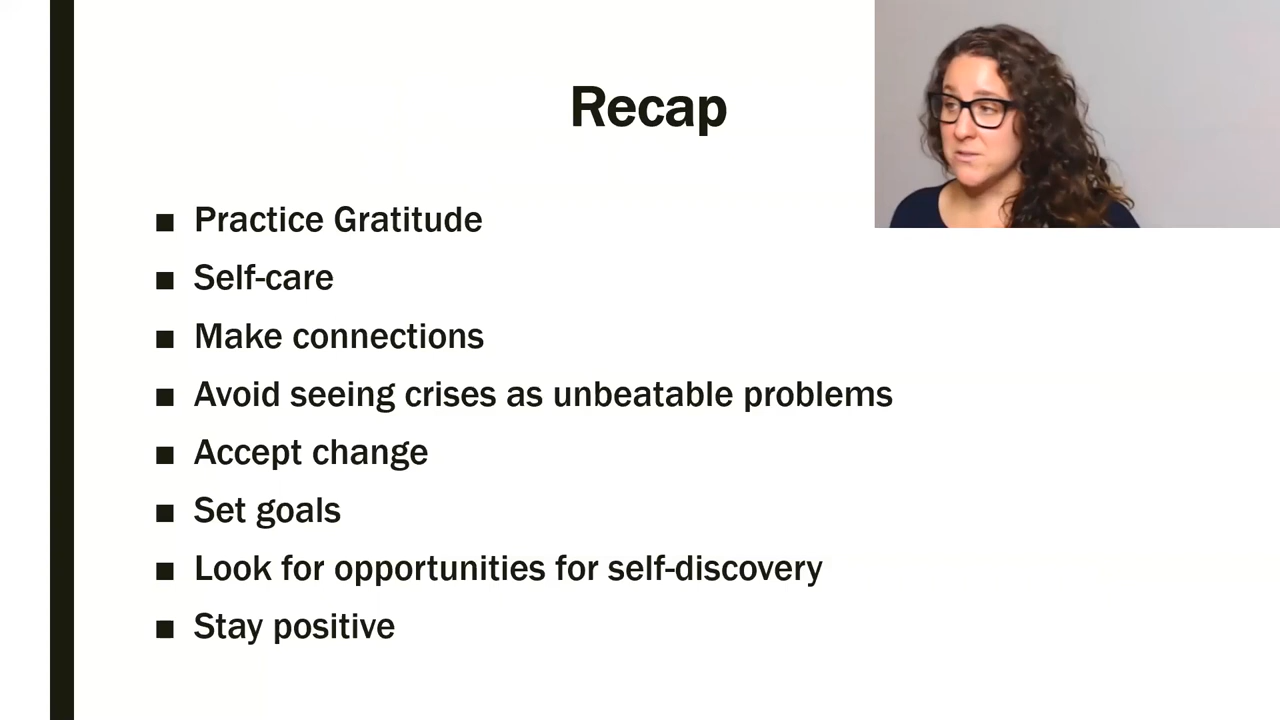 Recap
■ Practice Gratitude
■ Self-care
■ Make connections
■ Avoid seeing crises as unbeatable problems
■ Accept change
■ Set goals
■ Look for opportunities for self-discovery
■ Stay positive